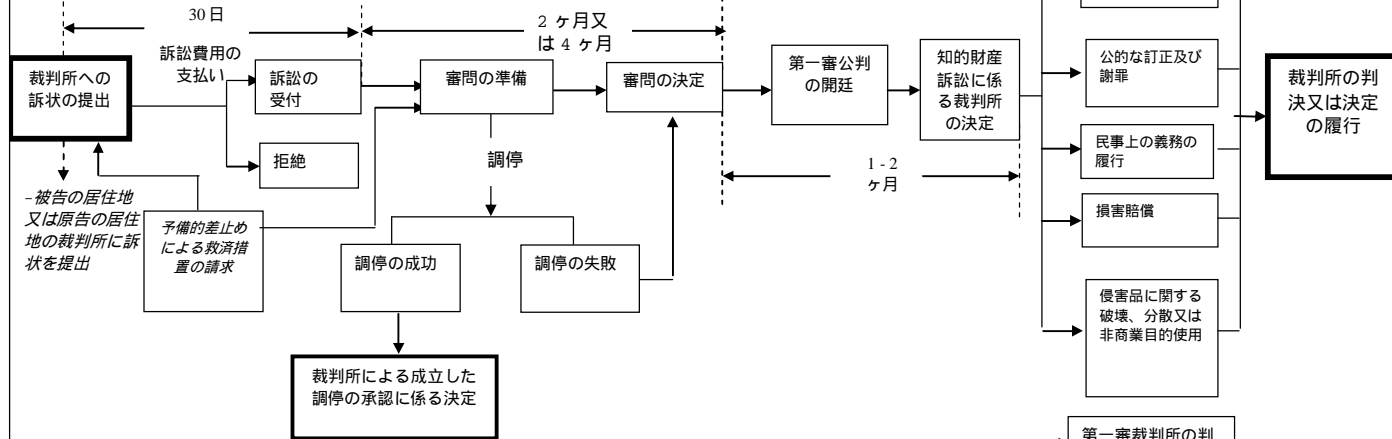 30 日
訴訟費用の
支払い
2 ヶ月又
は 4 ヶ月
裁判所への
訴状の提出
訴訟の
受付
拒絶
審問の準備
審問の決定
第一審公判
の開廷
知的財産
訴訟に係
る裁判所
の決定
公的な訂正及び
謝罪
民事上の義務の
履行
損害賠償
侵害品に関する
破壊、分散又は
非商業目的使用
裁判所の判
決又は決定
の履行
1 - 2
ヶ月
調停
-被告の居住地
又は原告の居住
地の裁判所に訴
状を提出
予備的差止め
による救済措
置の請求
調停の成功
調停の失敗
裁判所による成立した
調停の承認に係る決定
第一審裁判所の判